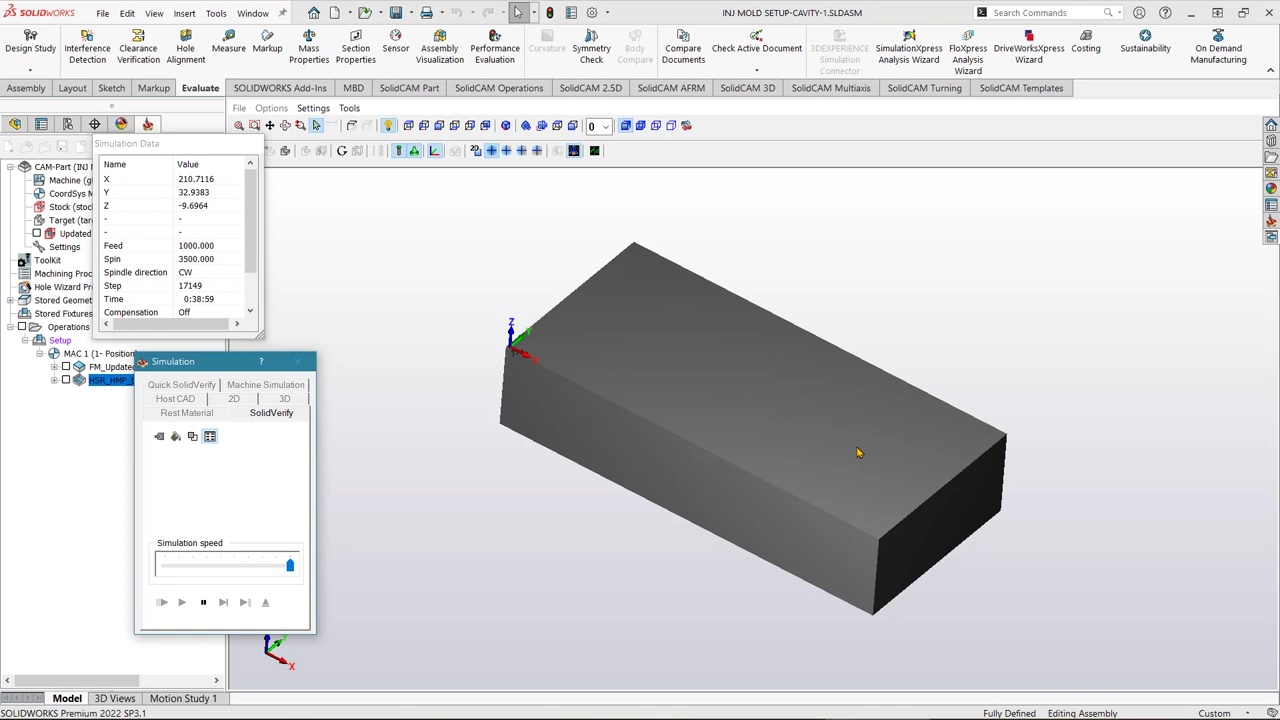 SOLIDWORKS File Edit View Insert Tools Window INJ MOLD SETUP-CAVITY-1.SLDASM Search Commands
Design Study Interference Detection Clearance Verification Hole Alignment Measure Markup Mass Properties Section Properties Sensor Assembly Visualization Performance Evaluation Curvature Symmetry Check Body Compare Compare Documents Check Active Document 3DEXPERIENCE Simulation Connector SimulationXpress Analysis Wizard FloXpress Analysis Wizard DriveWorksXpress Wizard Costing Sustainability On Demand Manufacturing
Assembly Layout Sketch Markup Evaluate SOLIDWORKS Add-Ins MBD SolidCAM Part SolidCAM Operations SolidCAM 2.5D SolidCAM AFRM SolidCAM 3D SolidCAM Multiaxis SolidCAM Turning SolidCAM Templates
File Options Settings Tools
0
Simulation Data
Name Value
X 210.7116
Y 32.9383
Z -9.6964
- -
- -
Feed 1000.000
Spin 3500.000
Spindle direction CW
Step 17149
Time 0:38:59
Compensation Off
CAM-Part (INJ
Machine (g
CoordSys M
Stock (stoc
Target (tar
Updated
Settings
ToolKit
Machining Proc
Hole Wizard Pr
Stored Geomet
Stored Fixtures
Operations
Setup
MAC 1 (1- Position
FM_Updated
HSR_HMP_
Simulation ?
Quick SolidVerify Machine Simulation
Host CAD 2D 3D
Rest Material SolidVerify
Simulation speed
Z Y X
X
Model 3D Views Motion Study 1
SOLIDWORKS Premium 2022 SP3.1 Fully Defined Editing Assembly Custom